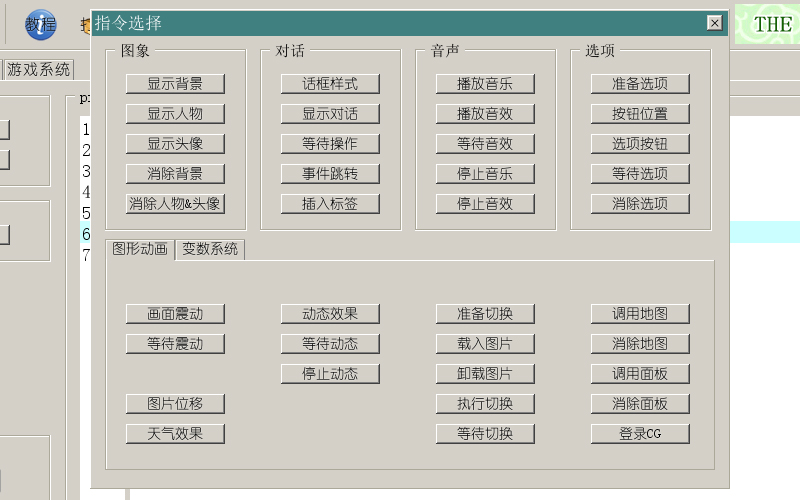 教程
指令选择
THE
游戏系统
图象
对话
音声
选项
显示背景
话框样式
播放音乐
准备选项
显示人物
显示对话
播放音效
按钮位置
显示头像
等待操作
等待音效
选项按钮
消除背景
事件跳转
停止音乐
等待选项
消除人物&头像
插入标签
停止音效
消除选项
1
2
3
4
5
6
7
图形动画
变数系统
画面震动
动态效果
准备切换
调用地图
等待震动
等待动态
载入图片
消除地图
停止动态
卸载图片
调用面板
图片位移
执行切换
消除面板
天气效果
等待切换
登录CG